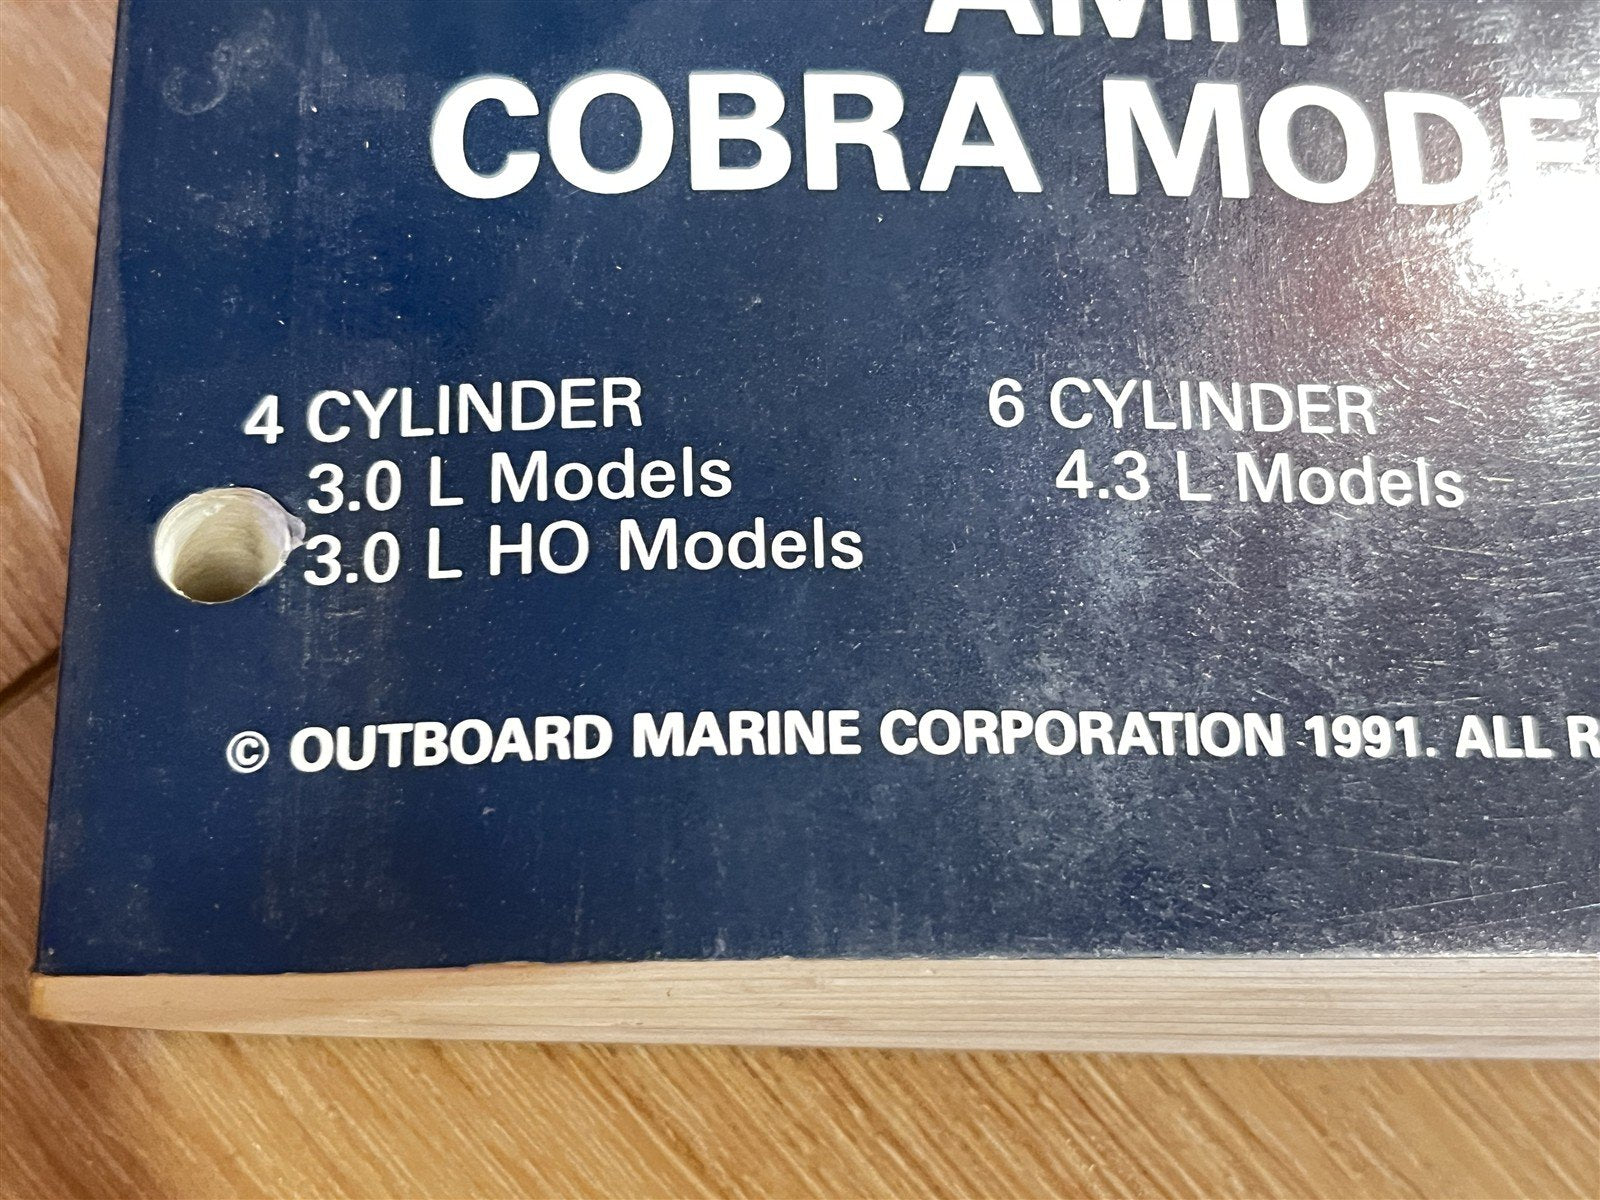 COBRA
4 CYLINDER
3.0 L Models
3.0 L HO Models
6 CYLINDER
4.3 L Models
© OUTBOARD MARINE CORPORATION 1991. ALL